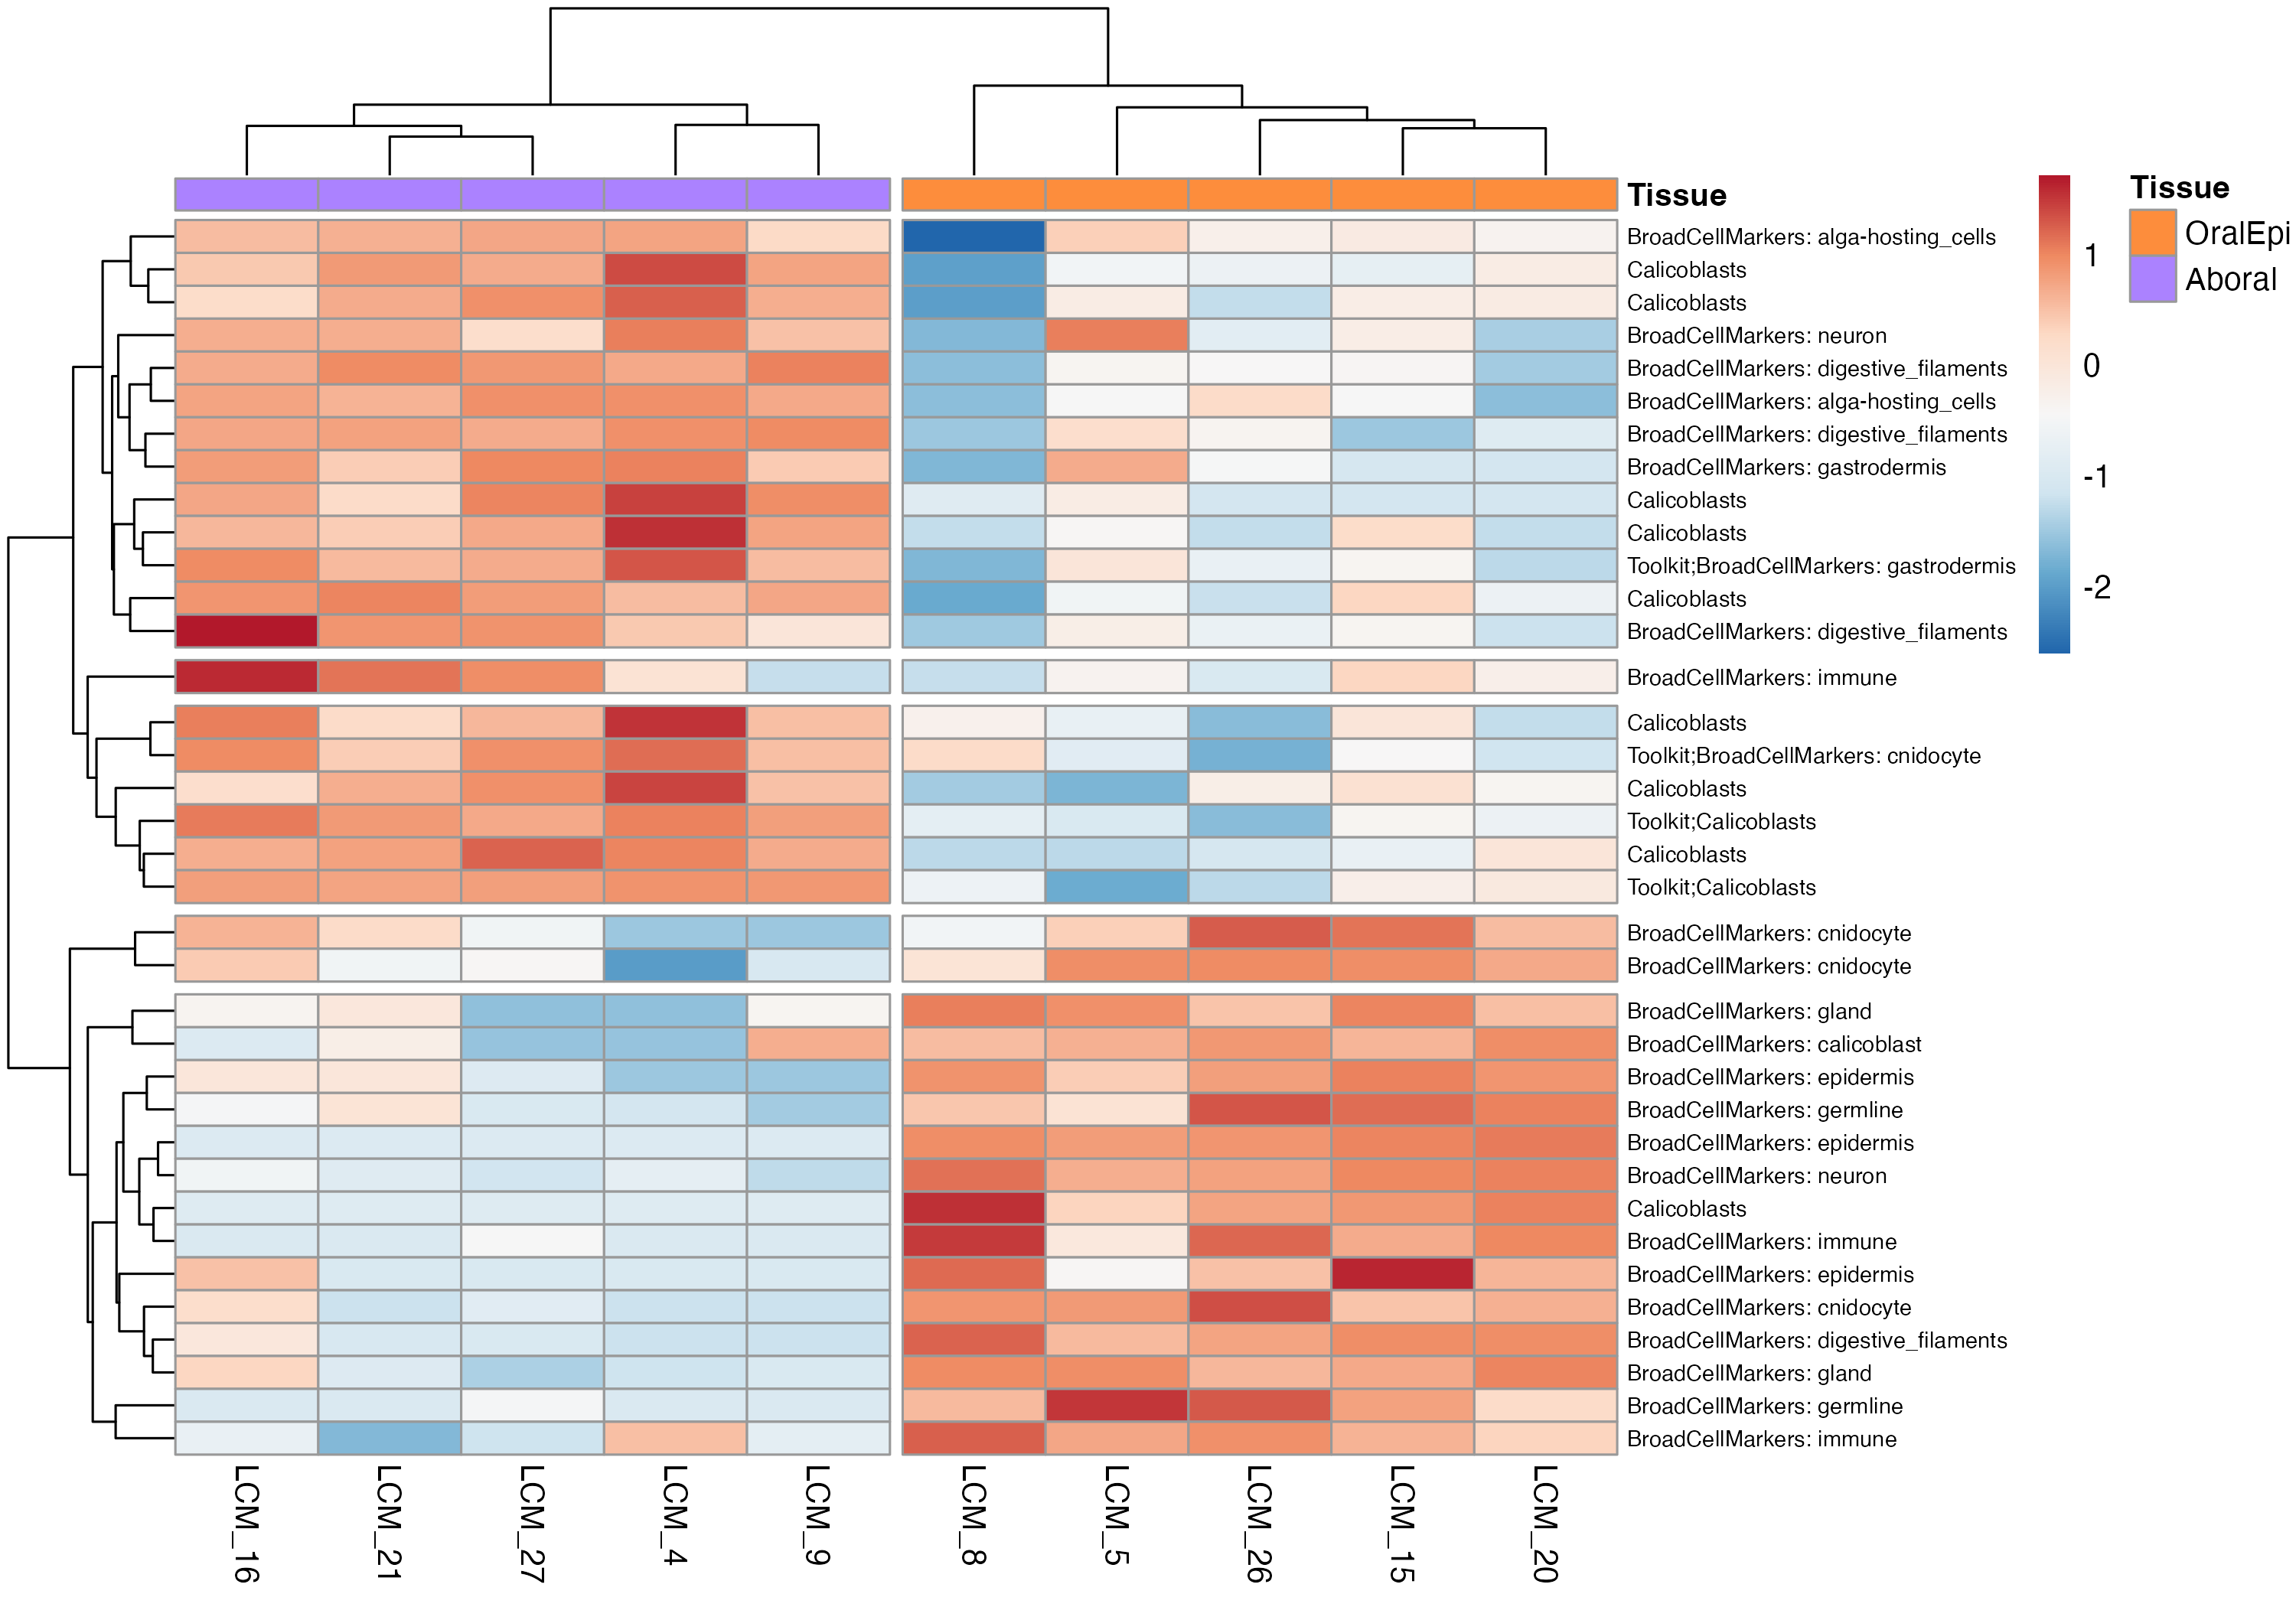 Tissue
BroadCellMarkers: alga-hosting_cells
Calicoblasts
Calicoblasts
BroadCellMarkers: neuron
BroadCellMarkers: digestive_filaments
BroadCellMarkers: alga-hosting_cells
BroadCellMarkers: digestive_filaments
BroadCellMarkers: gastrodermis
Calicoblasts
Calicoblasts
Toolkit;BroadCellMarkers: gastrodermis
Calicoblasts
BroadCellMarkers: digestive_filaments
BroadCellMarkers: immune
Calicoblasts
Toolkit;BroadCellMarkers: cnidocyte
Calicoblasts
Toolkit;Calicoblasts
Calicoblasts
Toolkit;Calicoblasts
BroadCellMarkers: cnidocyte
BroadCellMarkers: cnidocyte
BroadCellMarkers: gland
BroadCellMarkers: calicoblast
BroadCellMarkers: epidermis
BroadCellMarkers: germline
BroadCellMarkers: epidermis
BroadCellMarkers: neuron
Calicoblasts
BroadCellMarkers: immune
BroadCellMarkers: epidermis
BroadCellMarkers: cnidocyte
BroadCellMarkers: digestive_filaments
BroadCellMarkers: gland
BroadCellMarkers: germline
BroadCellMarkers: immune
1
0
-1
-2
Tissue
OralEpi
Aboral
LCM_16
LCM_21
LCM_27
LCM_4
LCM_9
LCM_8
LCM_5
LCM_26
LCM_15
LCM_20